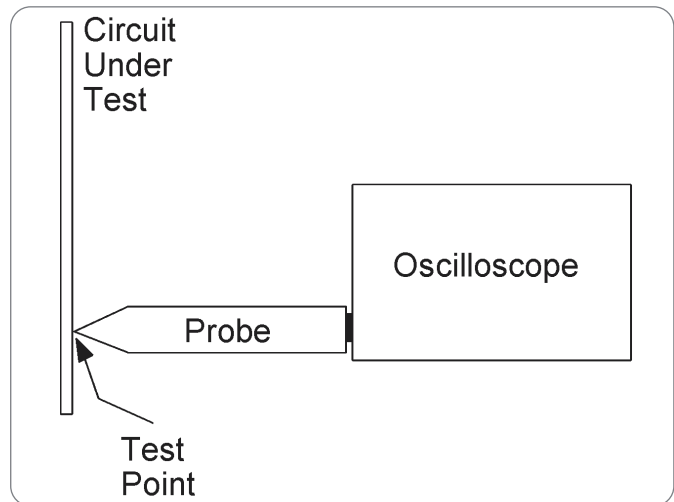 Circuit
Under
Test
Oscilloscope
Probe
Test
Point